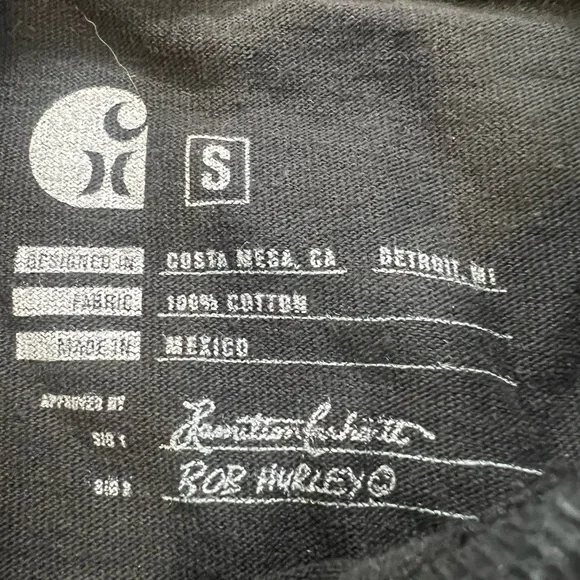 S
DESIGNED IN COSTA MESA, CA DETROIT, MI
FABRIC 100% COTTON
MADE IN MEXICO
APPROVED BY
SIG 1 Hamilton Carhartt
SIG 2 BOB HURLEY